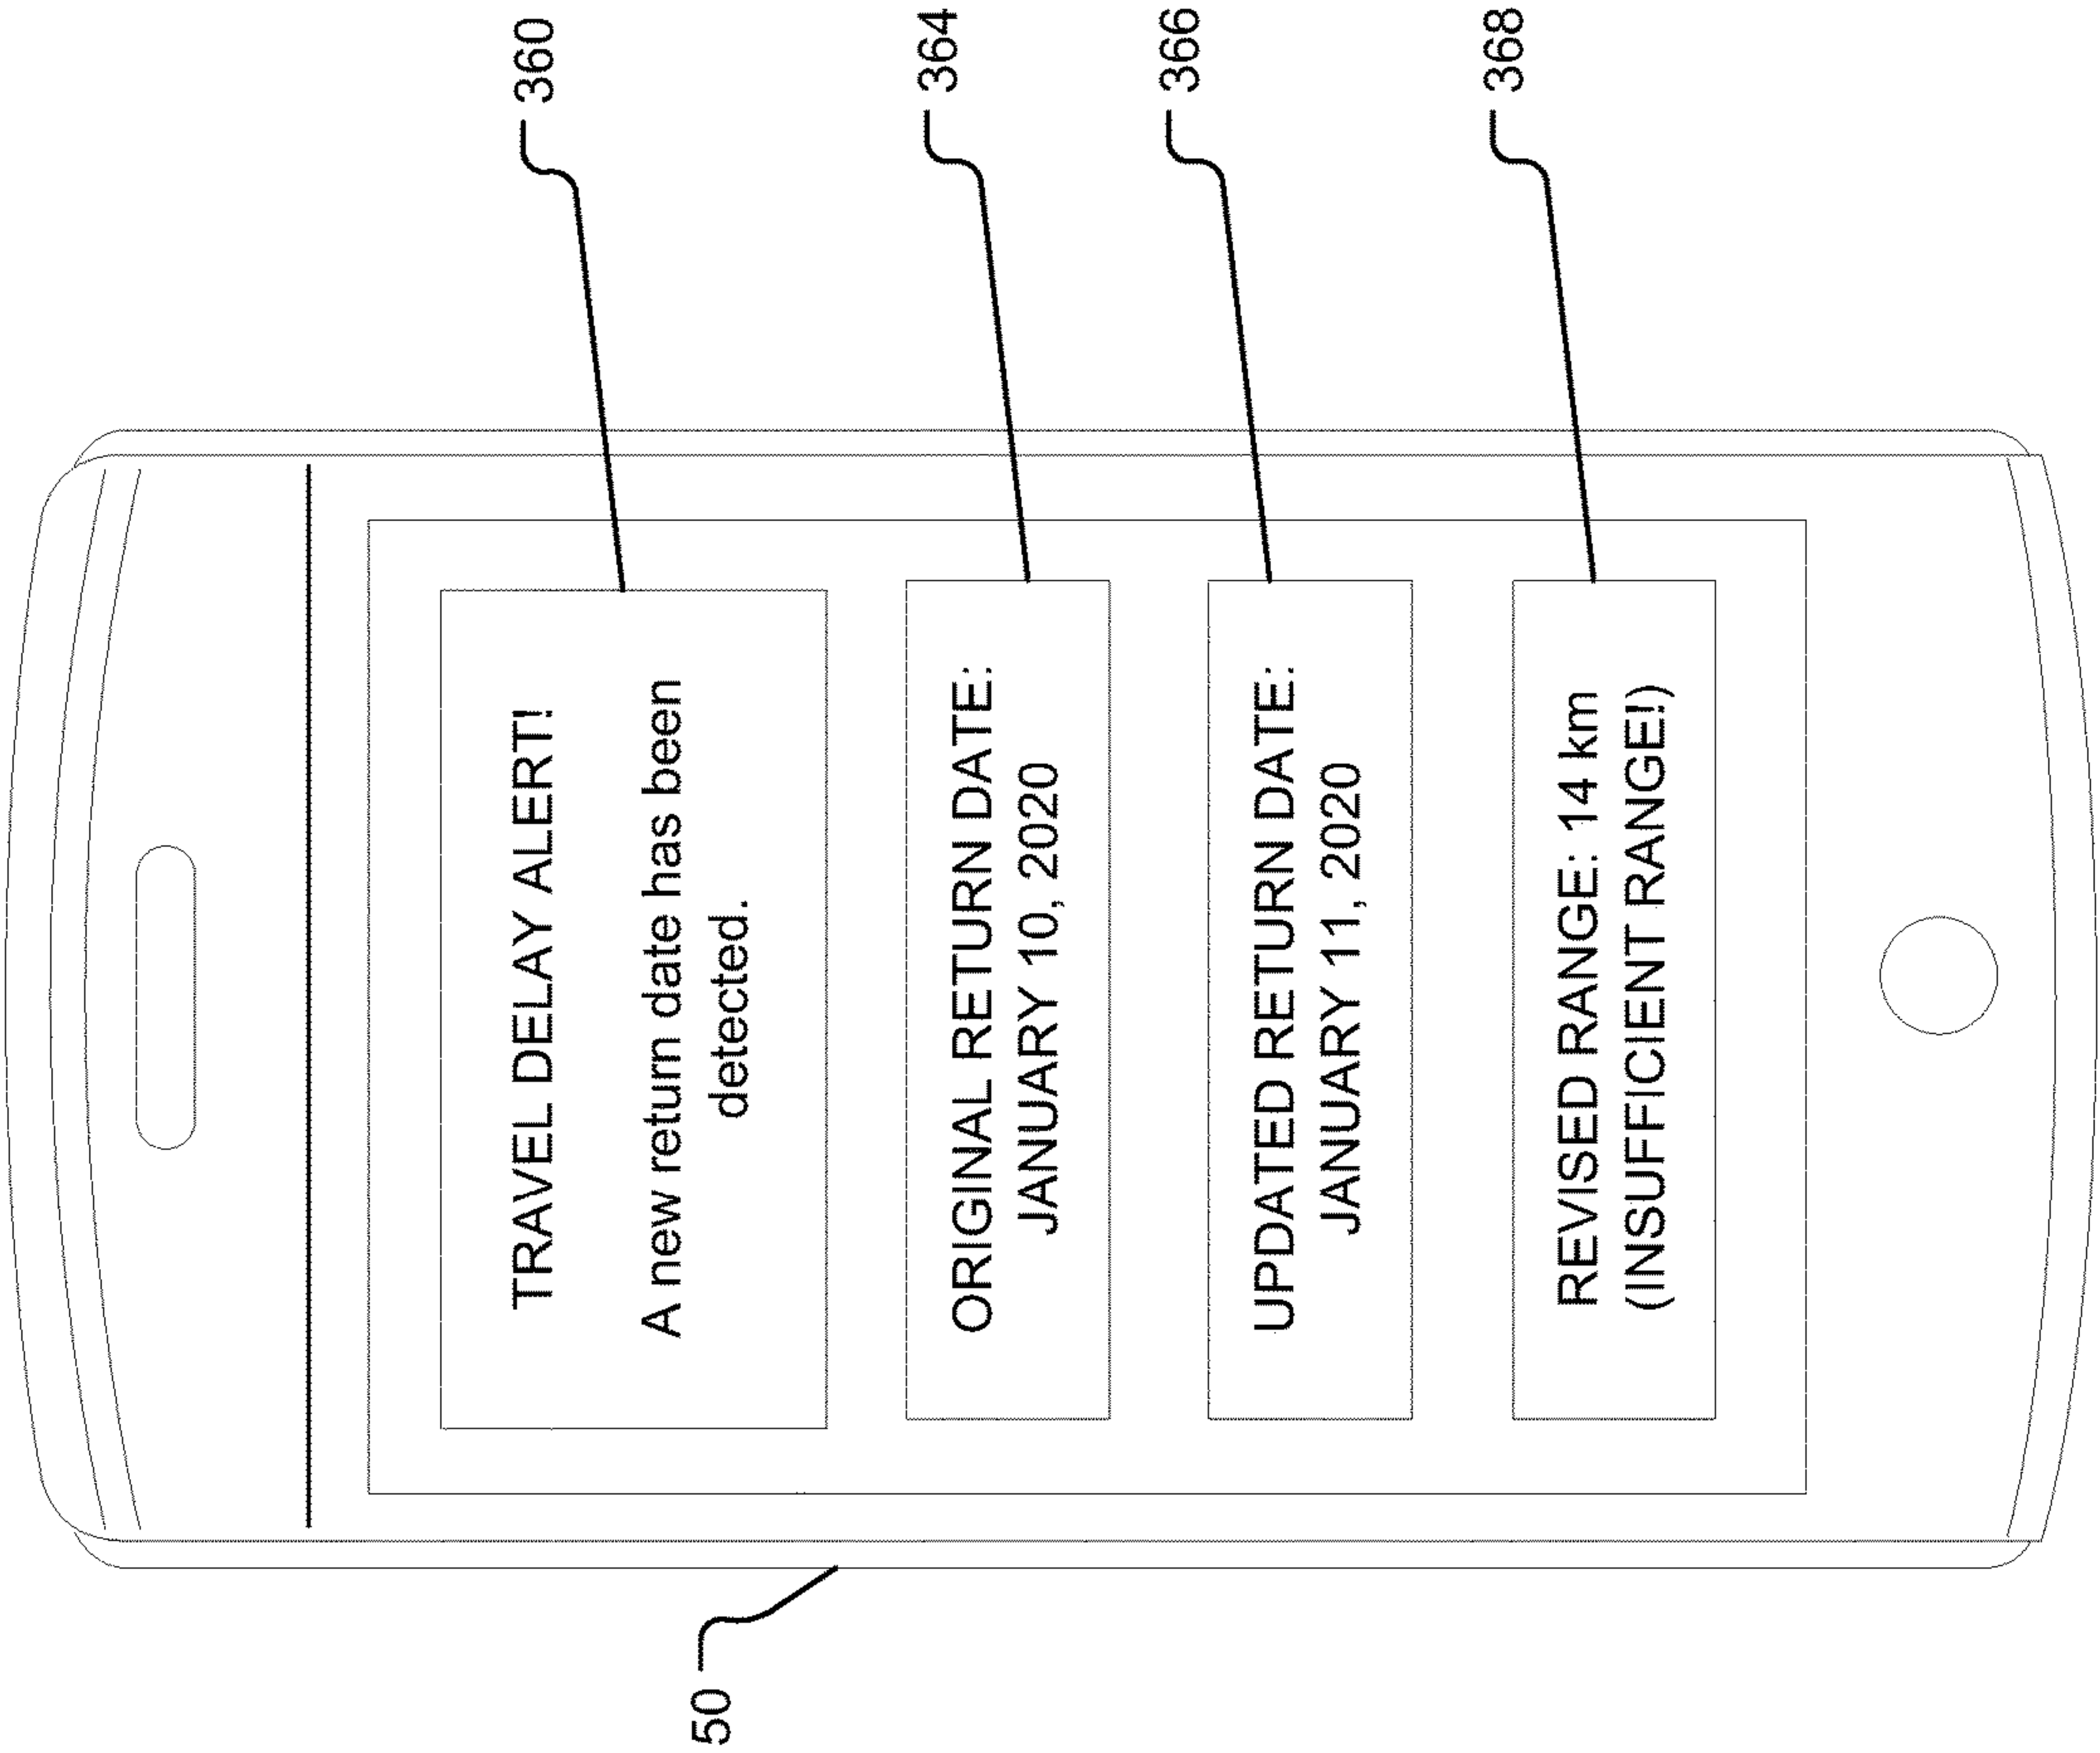 TRAVEL DELAY ALERT!
A new return date has been
detected.
360
ORIGINAL RETURN DATE:
JANUARY 10, 2020
364
UPDATED RETURN DATE:
JANUARY 11, 2020
366
REVISED RANGE: 14 km
(INSUFFICIENT RANGE!)
368
50